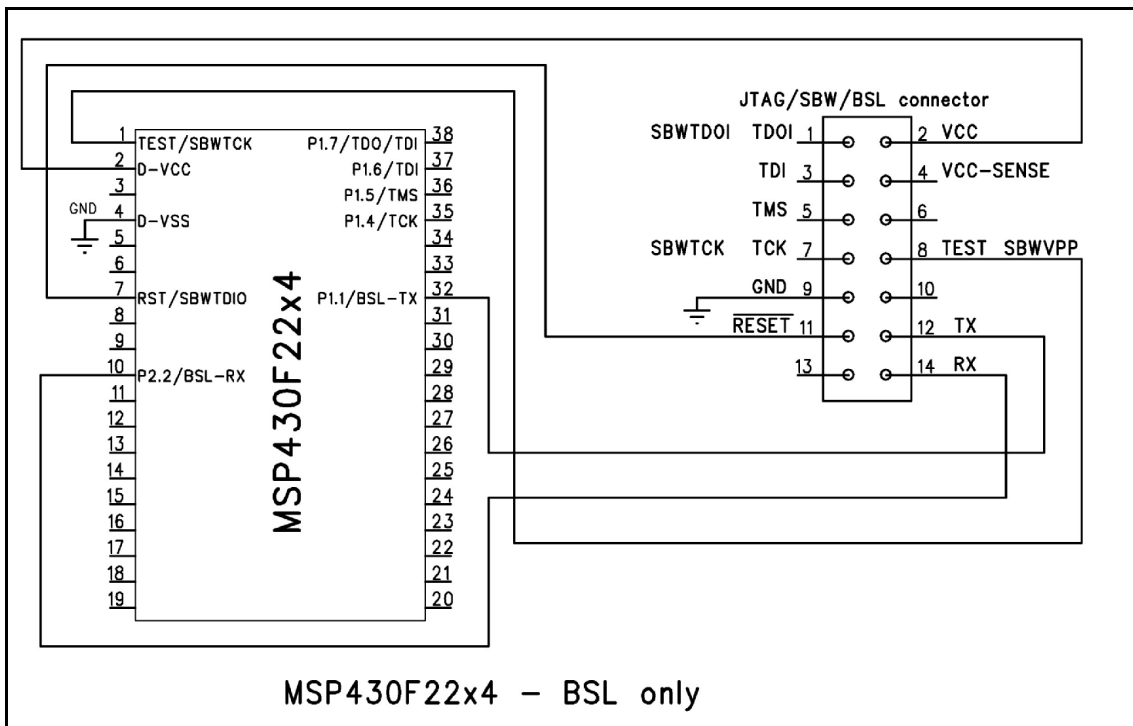 JTAG/SBW/BSL connector
SBWTDOI TDOI 1 2 VCC
TDI 3 4 VCC-SENSE
TMS 5 6
SBWTCK TCK 7 8 TEST SBWVPP
GND 9 10
RESET 11 12 TX
13 14 RX
1 TEST/SBWTCK P1.7/TDO/TDI 38
2 D-VCC P1.6/TDI 37
3 P1.5/TMS 36
GND 4 D-VSS P1.4/TCK 35
5 34
6 33
7 RST/SBWTDIO P1.1/BSL-TX 32
8 31
9 30
10 P2.2/BSL-RX 29
11 28
12 27
13 26
14 25
15 24
16 23
17 22
18 21
19 20
MSP430F22x4
MSP430F22x4 - BSL only